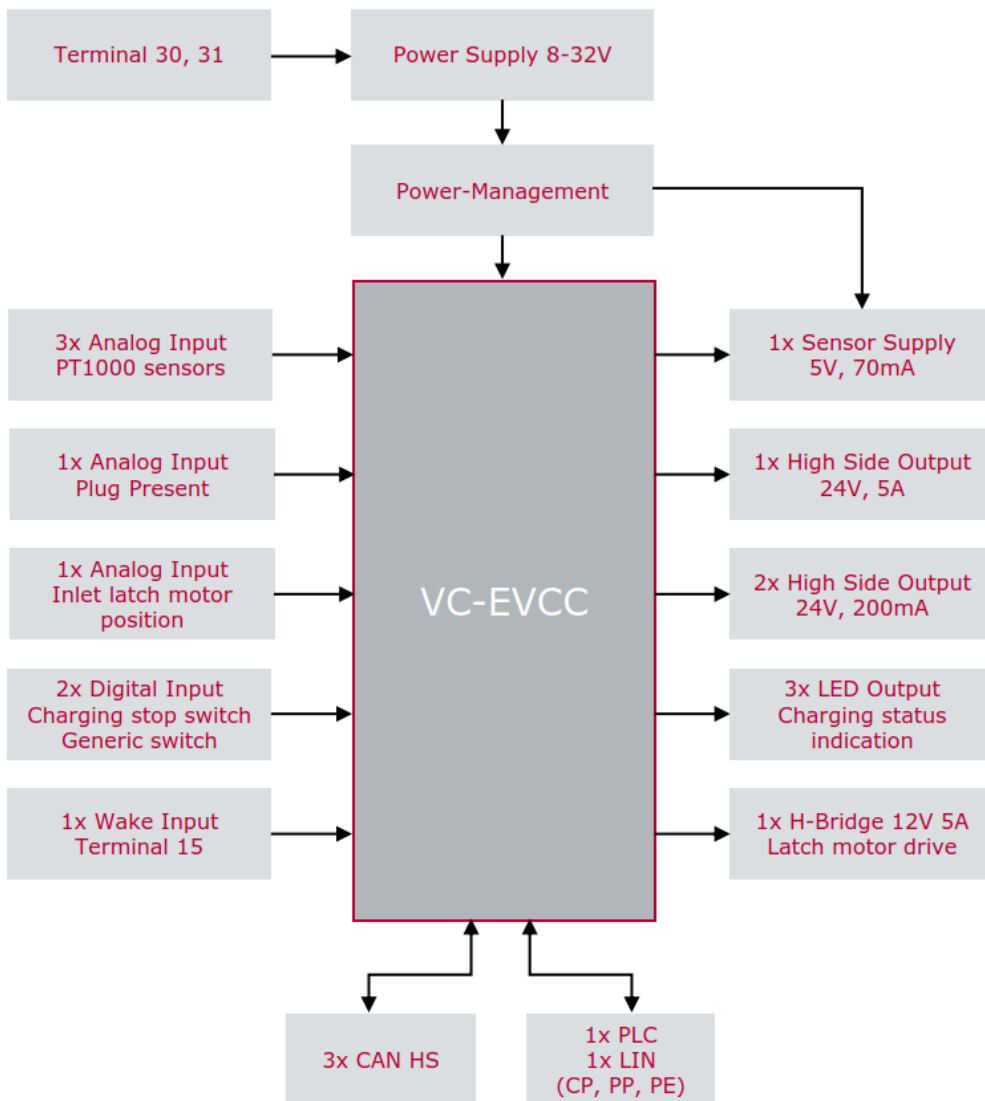 Terminal 30, 31
Power Supply 8-32V
Power-Management
3x Analog Input
PT1000 sensors
1x Sensor Supply
5V, 70mA
1x Analog Input
Plug Present
1x High Side Output
24V, 5A
1x Analog Input
Inlet latch motor
position
VC-EVCC
2x High Side Output
24V, 200mA
2x Digital Input
Charging stop switch
Generic switch
3x LED Output
Charging status
indication
1x Wake Input
Terminal 15
1x H-Bridge 12V 5A
Latch motor drive
3x CAN HS
1x PLC
1x LIN
(CP, PP, PE)